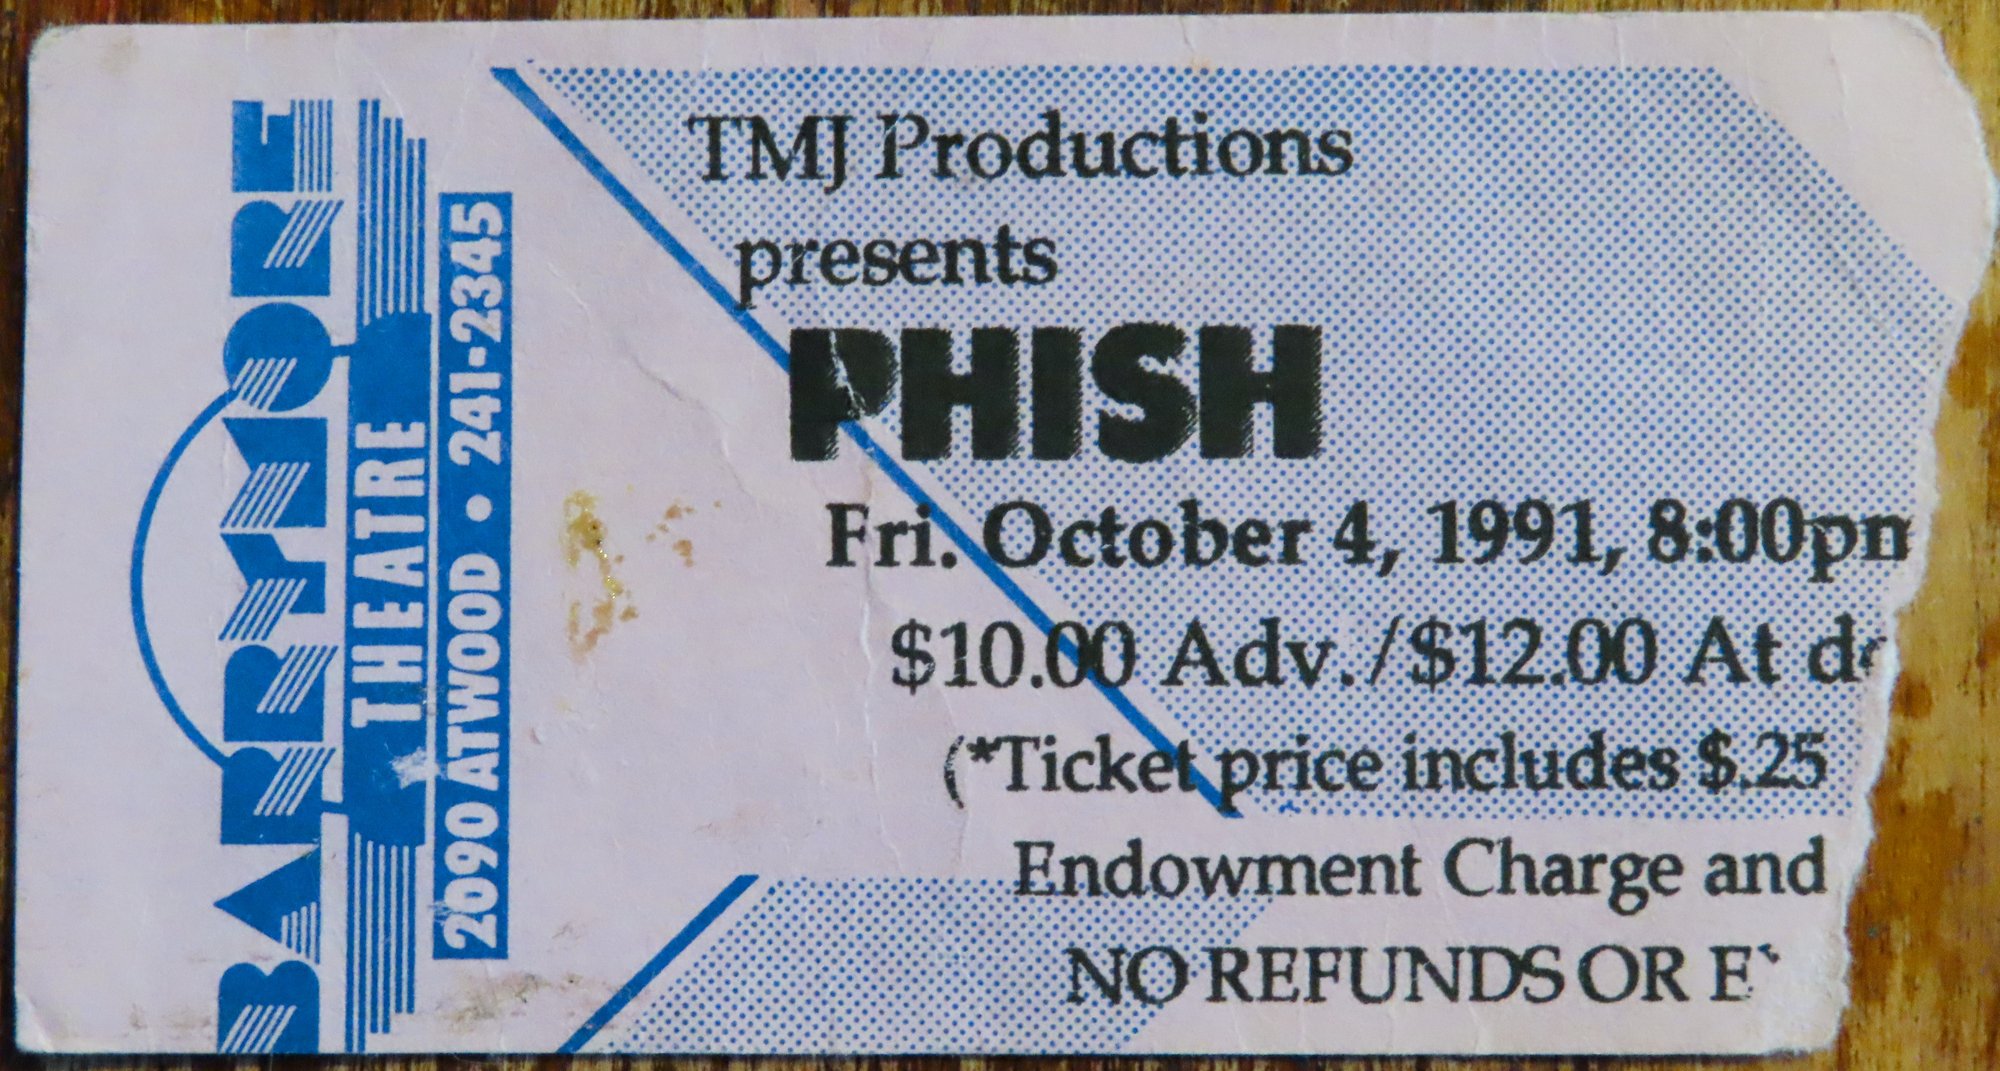 BARRYMORE
THEATRE
2090 ATWOOD • 241-2345
TMJ Productions
presents
PHISH
Fri. October 4, 1991, 8:00pm
$10.00 Adv./$12.00 At
(*Ticket price includes $.25
Endowment Charge and
NO REFUNDS OR